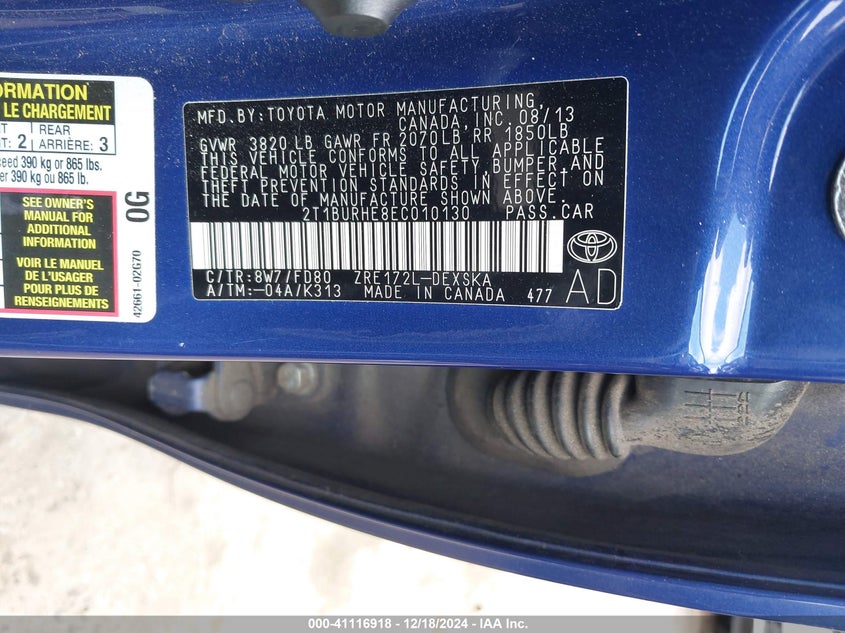 ORMATION
LE CHARGEMENT
REAR
: 2 ARRIÈRE: 3
ceed 390 kg or 865 lbs.
er 390 kg ou 865 lb.
SEE OWNER'S
MANUAL FOR
ADDITIONAL
INFORMATION
VOIR LE MANUEL
DE L'USAGER
POUR PLUS DE
RENSEIGNEMENTS
0G
42661-02G70
MFD.BY:TOYOTA MOTOR MANUFACTURING,
CANADA, INC. 08/13
GVWR 3820 LB GAWR FR 2070LB RR 1850LB
THIS VEHICLE CONFORMS TO ALL APPLICABLE
FEDERAL MOTOR VEHICLE SAFETY, BUMPER, AND
THEFT PREVENTION STANDARDS IN EFFECT ON
THE DATE OF MANUFACTURE SHOWN ABOVE.
2T1BURHE8EC010130 PASS.CAR
C/TR:8W7/FD80 ZRE172L-DEXSKA
A/TM:-04A/K313 MADE IN CANADA 477
AD
000-41116918 - 12/18/2024 - IAA Inc.